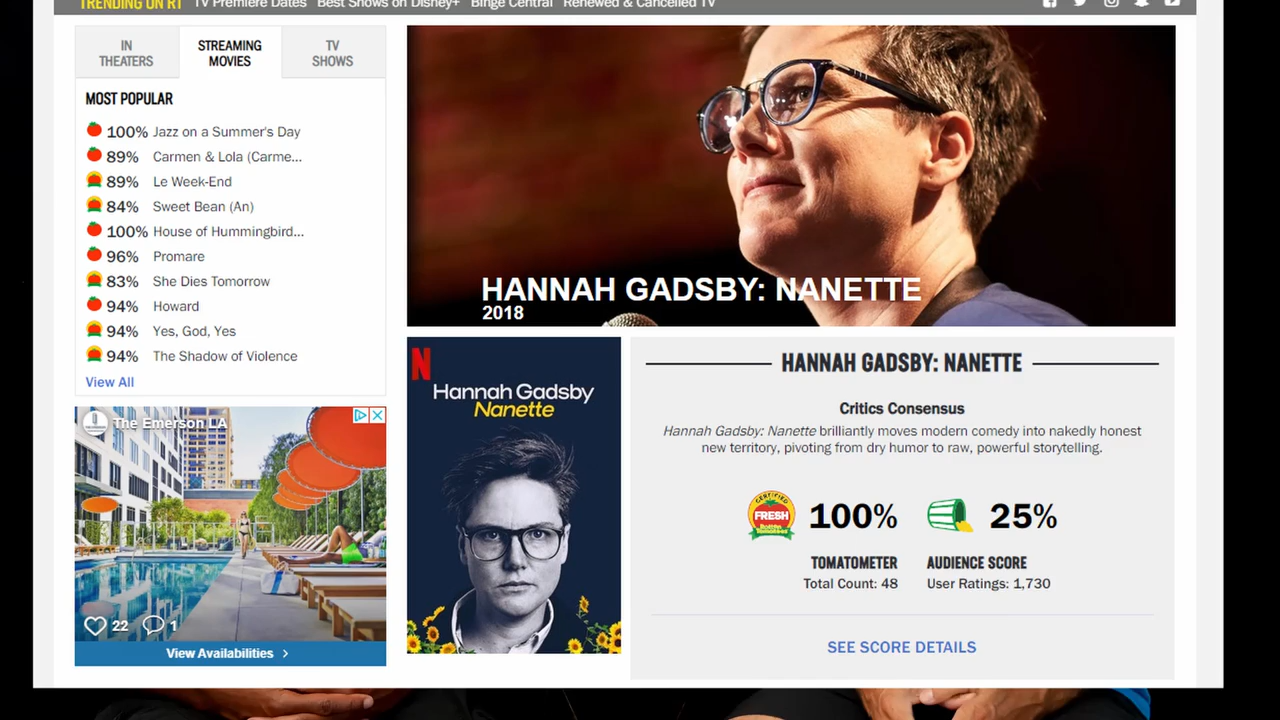 TRENDING ON RT TV Premiere Dates Best Shows on Disney+ Binge Central Renewed & Cancelled TV
IN THEATERS
STREAMING MOVIES
TV SHOWS
MOST POPULAR
100% Jazz on a Summer's Day
89% Carmen & Lola (Carme...
89% Le Week-End
84% Sweet Bean (An)
100% House of Hummingbird...
96% Promare
83% She Dies Tomorrow
94% Howard
94% Yes, God, Yes
94% The Shadow of Violence
View All
The Emerson LA
22 1
View Availabilities >
HANNAH GADSBY: NANETTE
2018
N
Hannah Gadsby
Nanette
HANNAH GADSBY: NANETTE
Critics Consensus
Hannah Gadsby: Nanette brilliantly moves modern comedy into nakedly honest
new territory, pivoting from dry humor to raw, powerful storytelling.
CERTIFIED
FRESH
Rotten
Tomatoes
100%
25%
TOMATOMETER
Total Count: 48
AUDIENCE SCORE
User Ratings: 1,730
SEE SCORE DETAILS